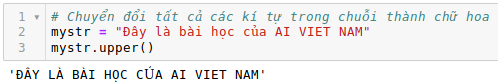 1 # Chuyển đổi tất cả các kí tự trong chuỗi thành chữ hoa
2 mystr = "Đây là bài học của AI VIET NAM"
3 mystr.upper()
'ĐÂY LÀ BÀI HỌC CỦA AI VIET NAM'